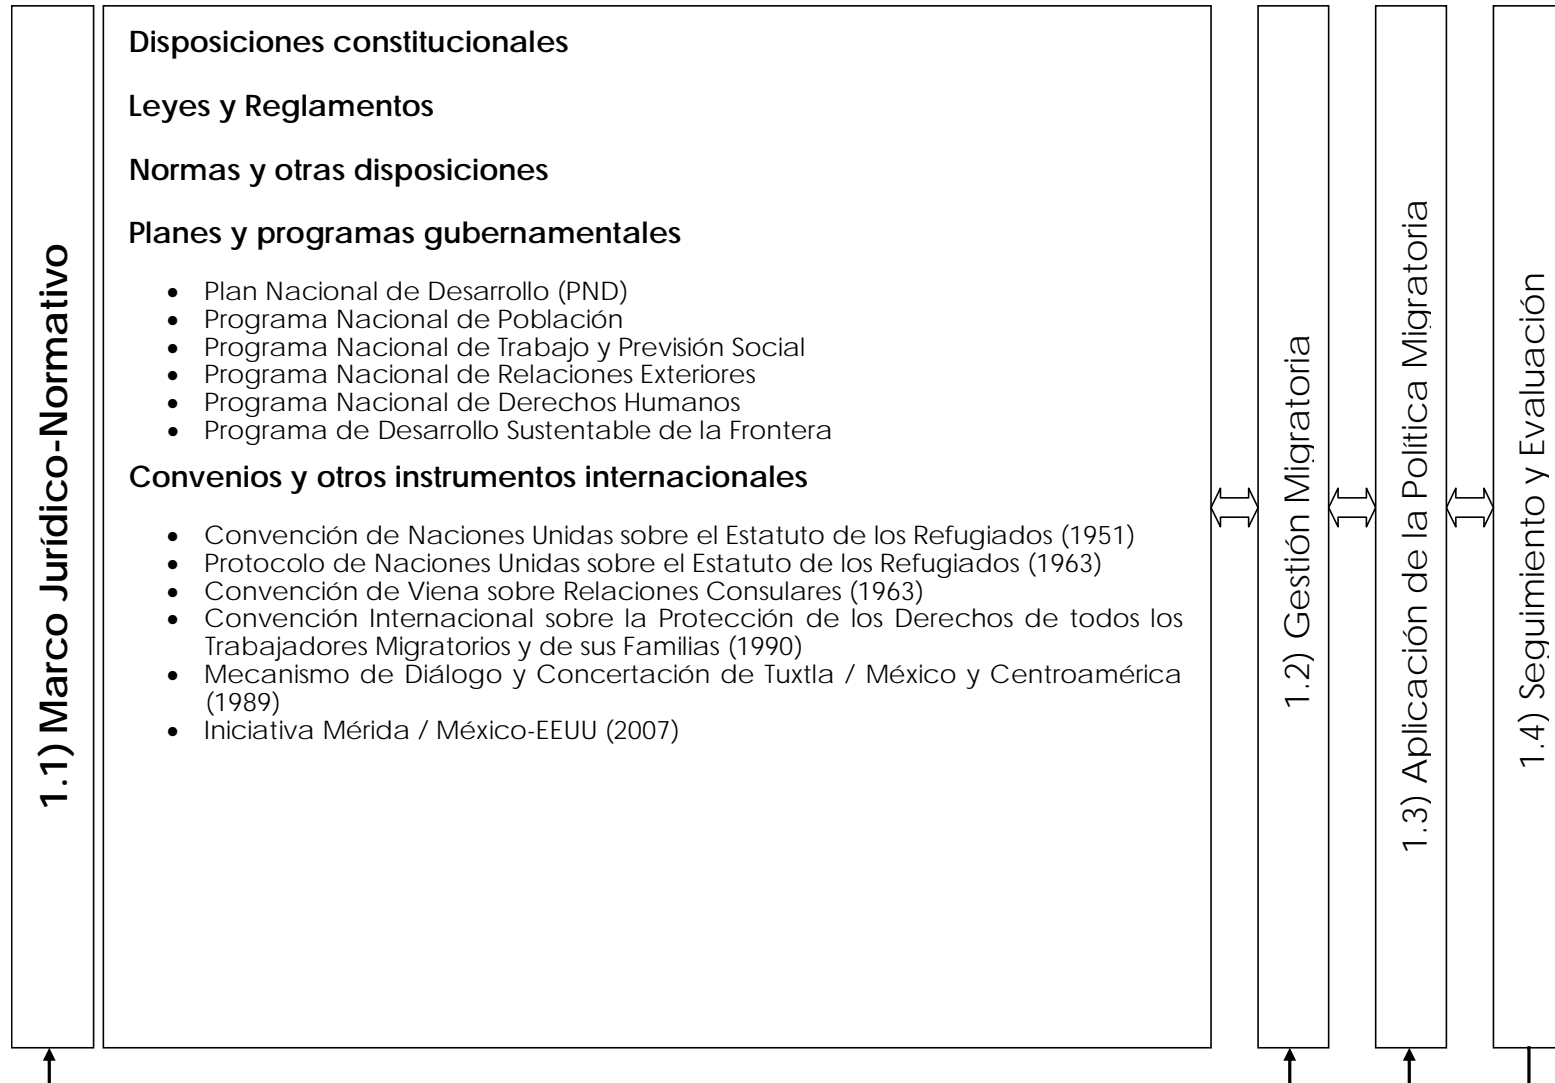 1.1) Marco Jurídico-Normativo
Disposiciones constitucionales
Leyes y Reglamentos
Normas y otras disposiciones
Planes y programas gubernamentales
• Plan Nacional de Desarrollo (PND)
• Programa Nacional de Población
• Programa Nacional de Trabajo y Previsión Social
• Programa Nacional de Relaciones Exteriores
• Programa Nacional de Derechos Humanos
• Programa de Desarrollo Sustentable de la Frontera
Convenios y otros instrumentos internacionales
• Convención de Naciones Unidas sobre el Estatuto de los Refugiados (1951)
• Protocolo de Naciones Unidas sobre el Estatuto de los Refugiados (1963)
• Convención de Viena sobre Relaciones Consulares (1963)
• Convención Internacional sobre la Protección de los Derechos de todos los
Trabajadores Migratorios y de sus Familias (1990)
• Mecanismo de Diálogo y Concertación de Tuxtla / México y Centroamérica
(1989)
• Iniciativa Mérida / México-EEUU (2007)
1.2) Gestión Migratoria
1.3) Aplicación de la Política Migratoria
1.4) Seguimiento y Evaluación